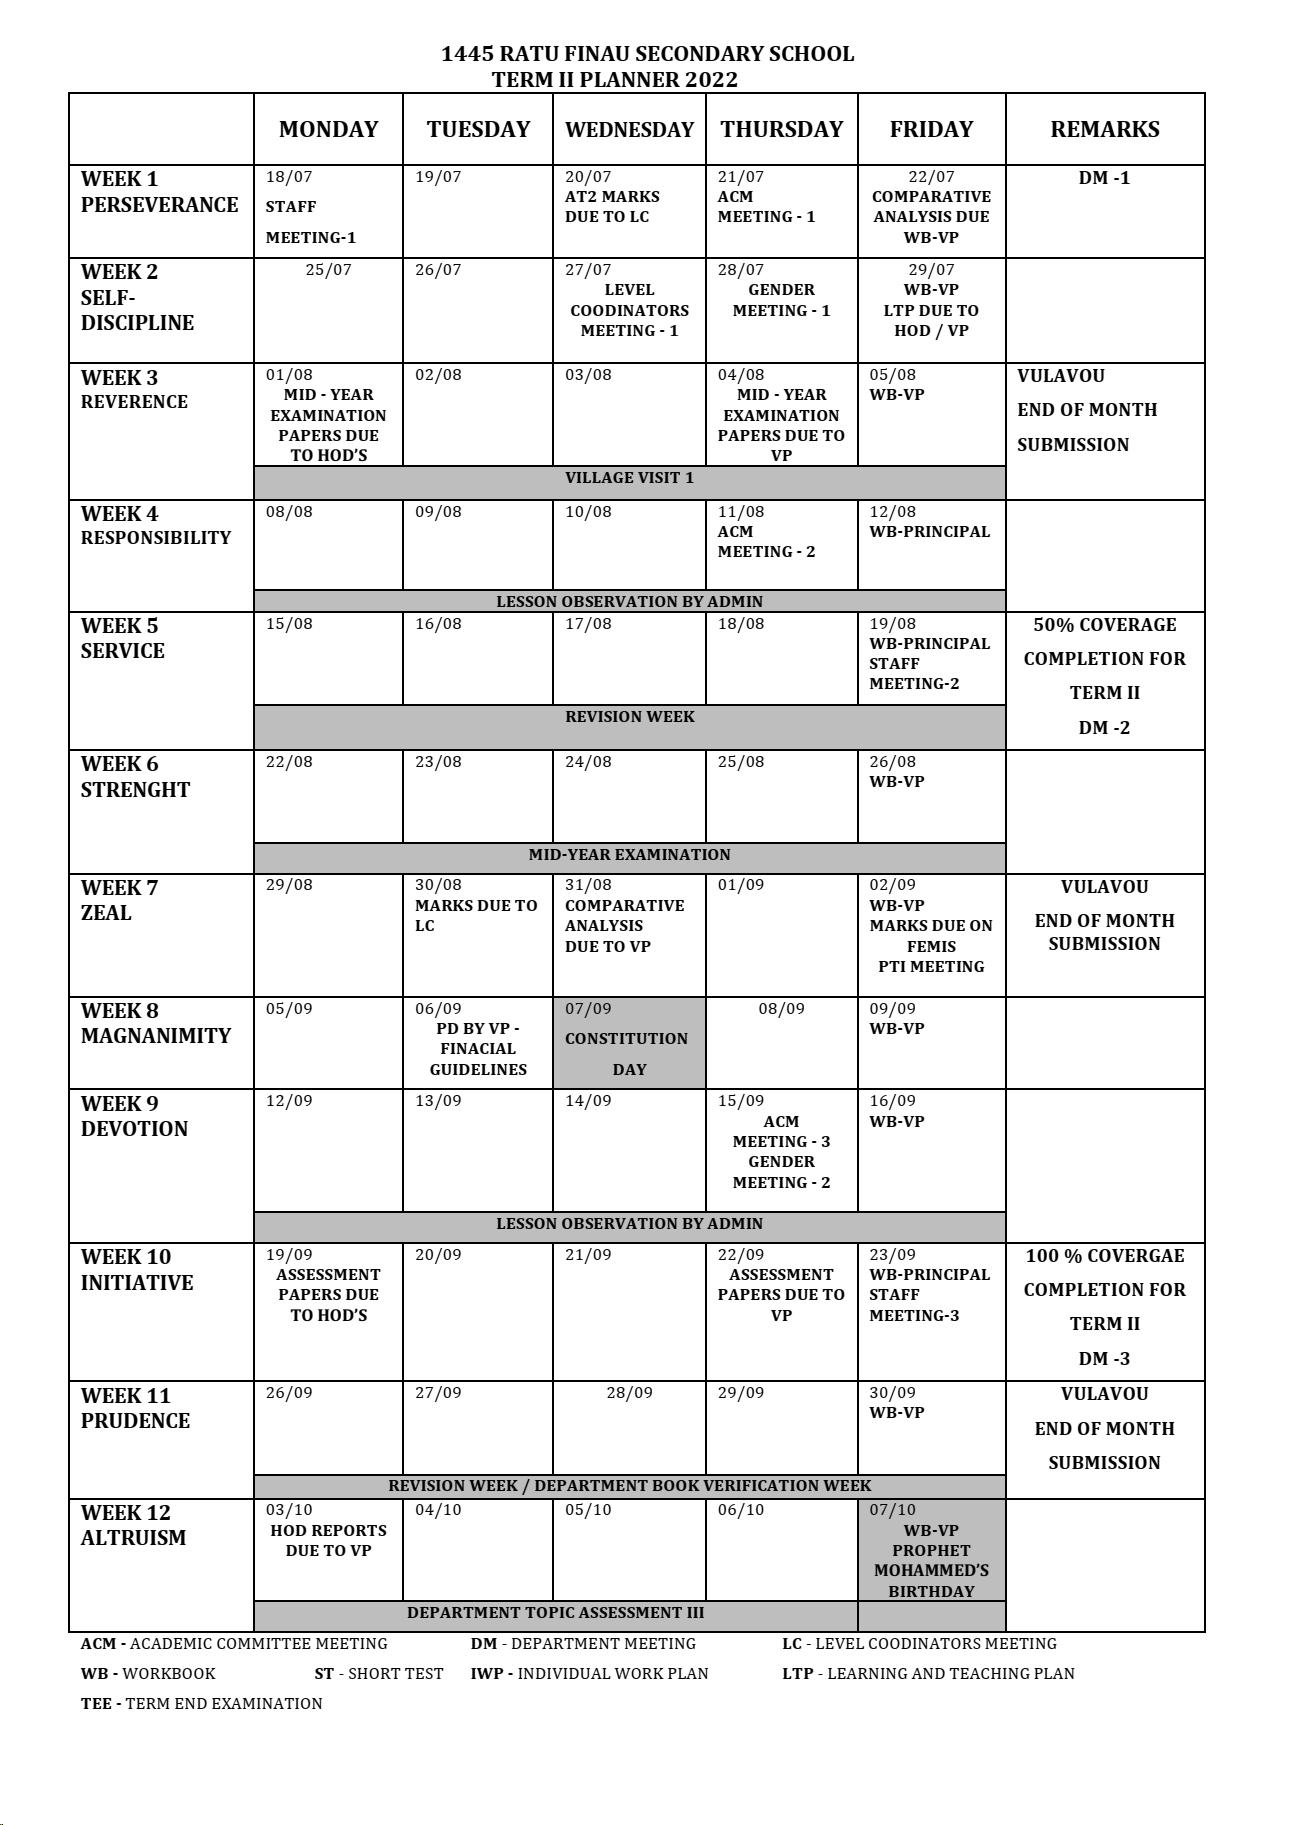 1445 RATU FINAU SECONDARY SCHOOL
TERM II PLANNER 2022
MONDAY
TUESDAY
WEDNESDAY
THURSDAY
FRIDAY
REMARKS
WEEK 1
PERSEVERANCE
18/07
STAFF
MEETING-1
19/07
20/07
AT2 MARKS
DUE TO LC
21/07
ACM
MEETING - 1
22/07
COMPARATIVE
ANALYSIS DUE
WB-VP
DM -1
WEEK 2
SELF-
DISCIPLINE
25/07
26/07
27/07
LEVEL
COODINATORS
MEETING - 1
28/07
GENDER
MEETING - 1
29/07
WB-VP
LTP DUE TO
HOD / VP
WEEK 3
REVERENCE
01/08
MID - YEAR
EXAMINATION
PAPERS DUE
TO HOD’S
02/08
03/08
04/08
MID - YEAR
EXAMINATION
PAPERS DUE TO
VP
05/08
WB-VP
VULAVOU
END OF MONTH
SUBMISSION
VILLAGE VISIT 1
WEEK 4
RESPONSIBILITY
08/08
09/08
10/08
11/08
ACM
MEETING - 2
12/08
WB-PRINCIPAL
LESSON OBSERVATION BY ADMIN
WEEK 5
SERVICE
15/08
16/08
17/08
18/08
19/08
WB-PRINCIPAL
STAFF
MEETING-2
50% COVERAGE
COMPLETION FOR
TERM II
DM -2
REVISION WEEK
WEEK 6
STRENGHT
22/08
23/08
24/08
25/08
26/08
WB-VP
MID-YEAR EXAMINATION
WEEK 7
ZEAL
29/08
30/08
MARKS DUE TO
LC
31/08
COMPARATIVE
ANALYSIS
DUE TO VP
01/09
02/09
WB-VP
MARKS DUE ON
FEMIS
PTI MEETING
VULAVOU
END OF MONTH
SUBMISSION
WEEK 8
MAGNANIMITY
05/09
06/09
PD BY VP -
FINACIAL
GUIDELINES
07/09
CONSTITUTION
DAY
08/09
09/09
WB-VP
WEEK 9
DEVOTION
12/09
13/09
14/09
15/09
ACM
MEETING - 3
GENDER
MEETING - 2
16/09
WB-VP
LESSON OBSERVATION BY ADMIN
WEEK 10
INITIATIVE
19/09
ASSESSMENT
PAPERS DUE
TO HOD’S
20/09
21/09
22/09
ASSESSMENT
PAPERS DUE TO
VP
23/09
WB-PRINCIPAL
STAFF
MEETING-3
100 % COVERGAE
COMPLETION FOR
TERM II
DM -3
WEEK 11
PRUDENCE
26/09
27/09
28/09
29/09
30/09
WB-VP
VULAVOU
END OF MONTH
SUBMISSION
REVISION WEEK / DEPARTMENT BOOK VERIFICATION WEEK
WEEK 12
ALTRUISM
03/10
HOD REPORTS
DUE TO VP
04/10
05/10
06/10
07/10
WB-VP
PROPHET
MOHAMMED’S
BIRTHDAY
DEPARTMENT TOPIC ASSESSMENT III
ACM - ACADEMIC COMMITTEE MEETING DM - DEPARTMENT MEETING LC - LEVEL COODINATORS MEETING
WB - WORKBOOK ST - SHORT TEST IWP - INDIVIDUAL WORK PLAN LTP - LEARNING AND TEACHING PLAN
TEE - TERM END EXAMINATION